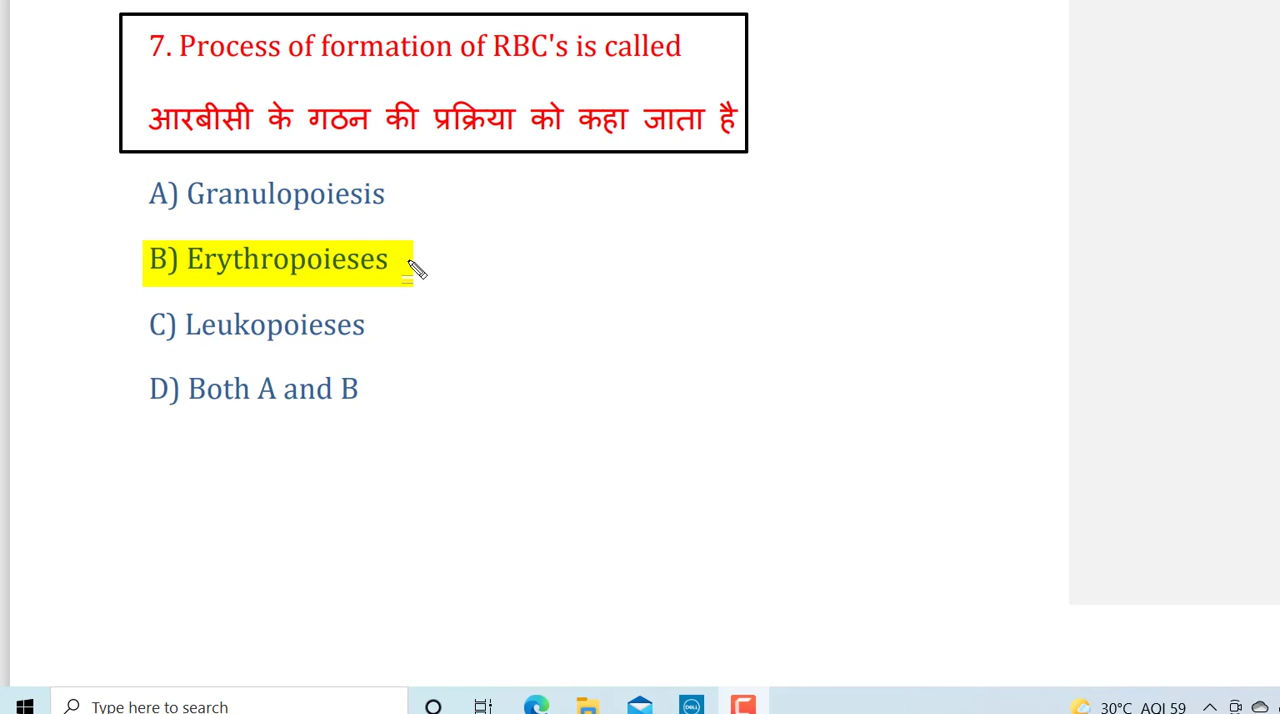 7. Process of formation of RBC's is called
आरबीसी के गठन की प्रक्रिया को कहा जाता है
A) Granulopoiesis
B) Erythropoieses
C) Leukopoieses
D) Both A and B
Type here to search
DELL
30°C AQI 59